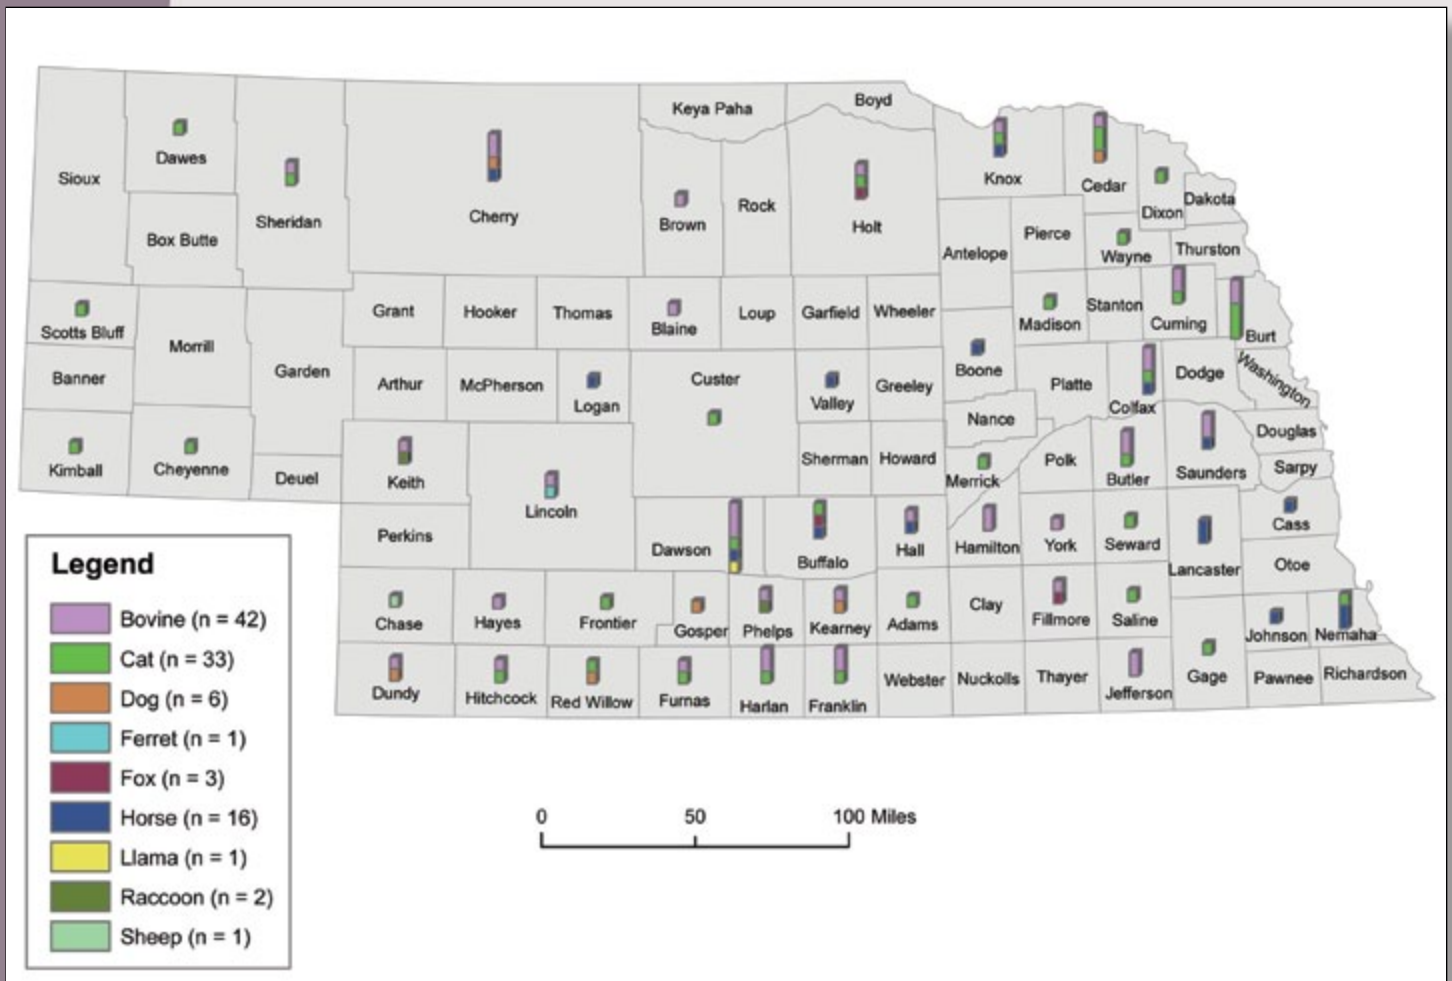 Keya Paha
Boyd
Dawes
Sioux
Sheridan
Cherry
Brown
Rock
Holt
Knox
Cedar
Dixon
Dakota
Box Butte
Antelope
Pierce
Wayne
Thurston
Scotts Bluff
Morrill
Garden
Grant
Hooker
Thomas
Blaine
Loup
Garfield
Wheeler
Madison
Stanton
Cuming
Burt
Banner
Arthur
McPherson
Logan
Custer
Valley
Greeley
Boone
Platte
Colfax
Dodge
Washington
Nance
Douglas
Kimball
Cheyenne
Deuel
Keith
Lincoln
Sherman
Howard
Merrick
Polk
Butler
Saunders
Sarpy
Perkins
Dawson
Buffalo
Hall
Hamilton
York
Seward
Lancaster
Cass
Otoe
Chase
Hayes
Frontier
Gosper
Phelps
Kearney
Adams
Clay
Fillmore
Saline
Johnson
Nemaha
Dundy
Hitchcock
Red Willow
Furnas
Harlan
Franklin
Webster
Nuckolls
Thayer
Jefferson
Gage
Pawnee
Richardson
Legend
Bovine (n = 42)
Cat (n = 33)
Dog (n = 6)
Ferret (n = 1)
Fox (n = 3)
Horse (n = 16)
Llama (n = 1)
Raccoon (n = 2)
Sheep (n = 1)
0 50 100 Miles